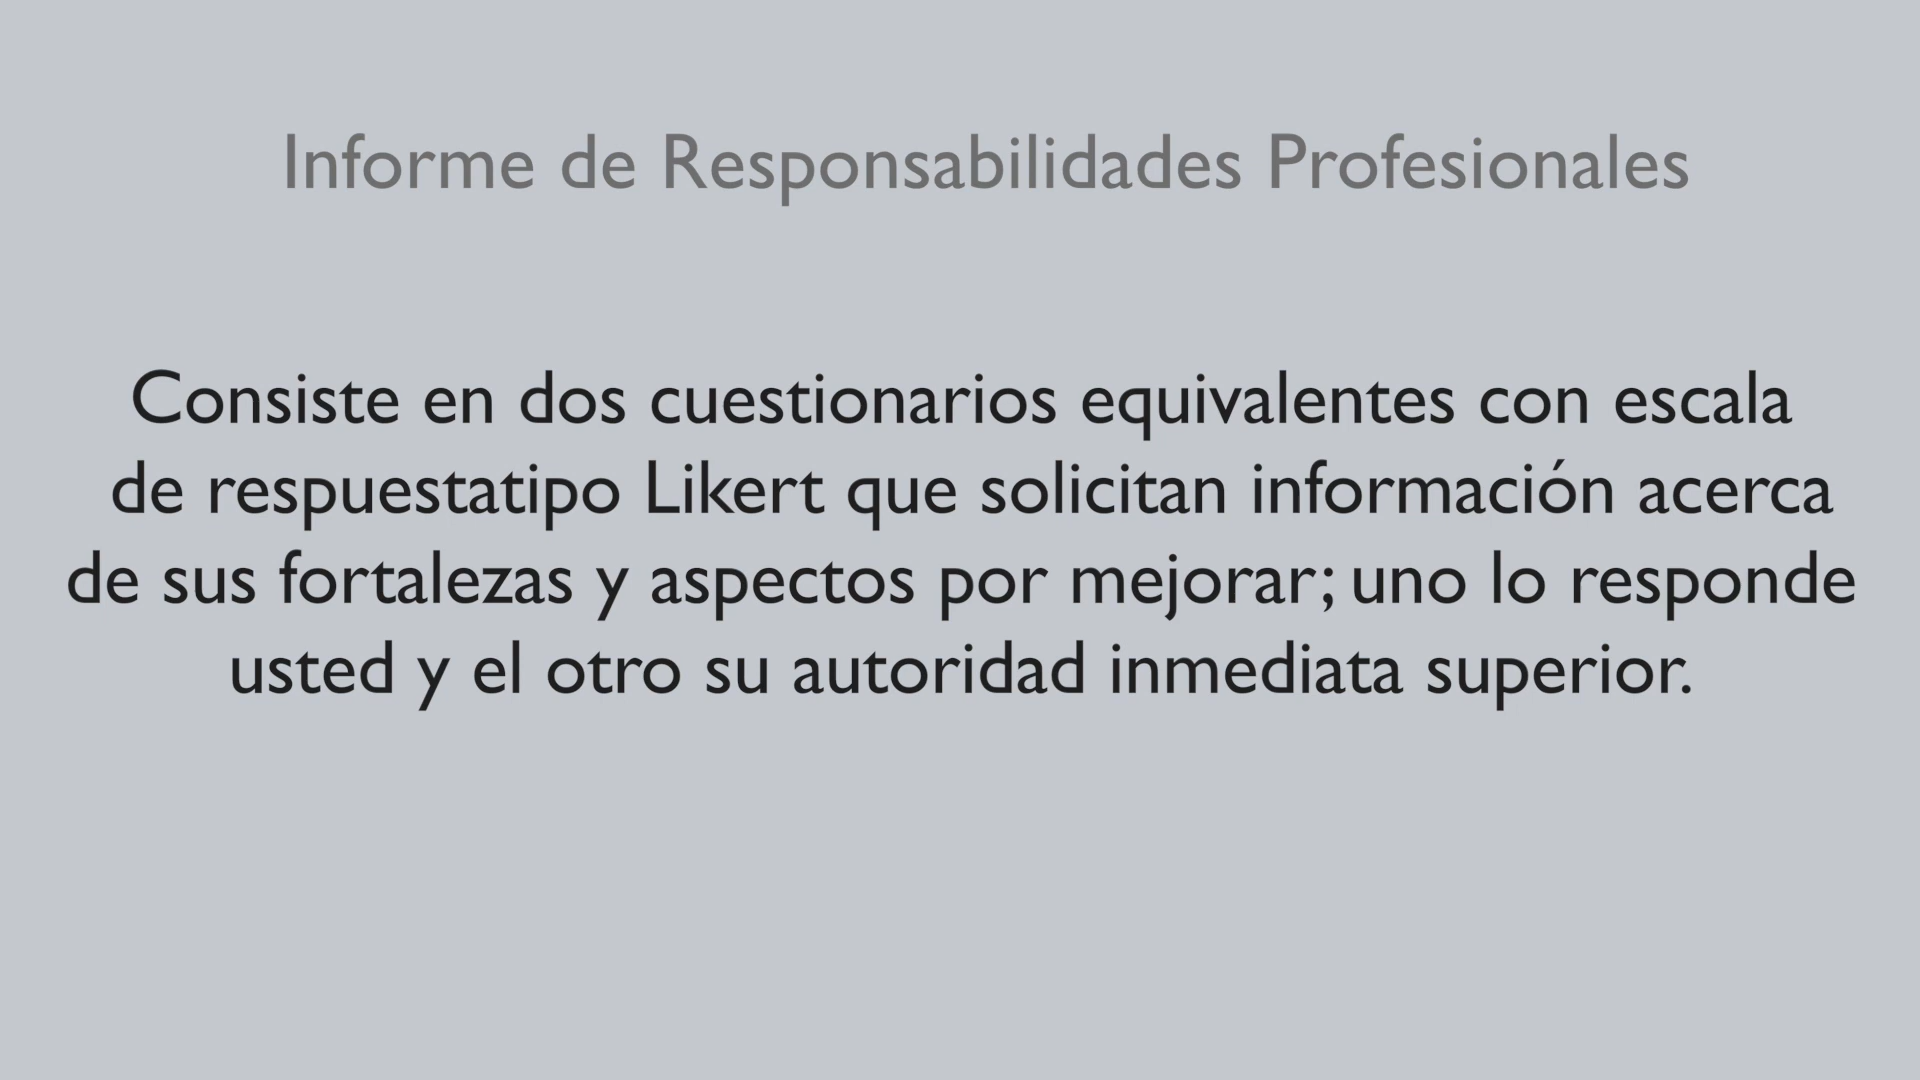 Informe de Responsabilidades Profesionales
Consiste en dos cuestionarios equivalentes con escala
de respuestatipo Likert que solicitan información acerca
de sus fortalezas y aspectos por mejorar; uno lo responde
usted y el otro su autoridad inmediata superior.